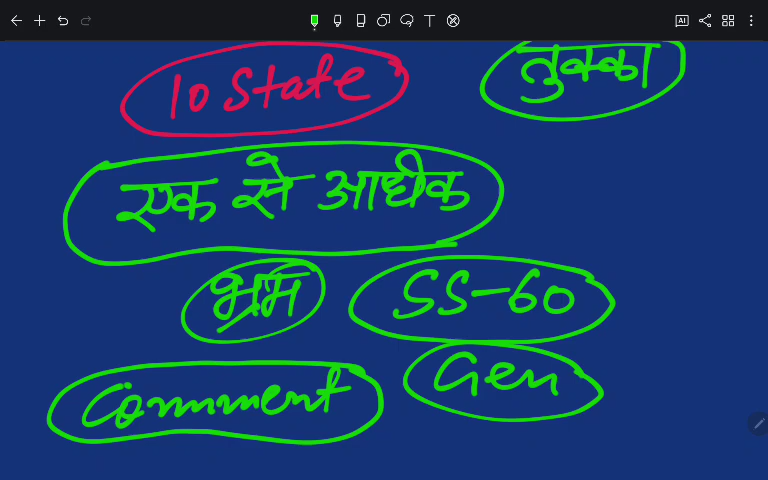 10 State
तुक्का
एक से आधीक
भ्रम
SS-60
Gen
Comment